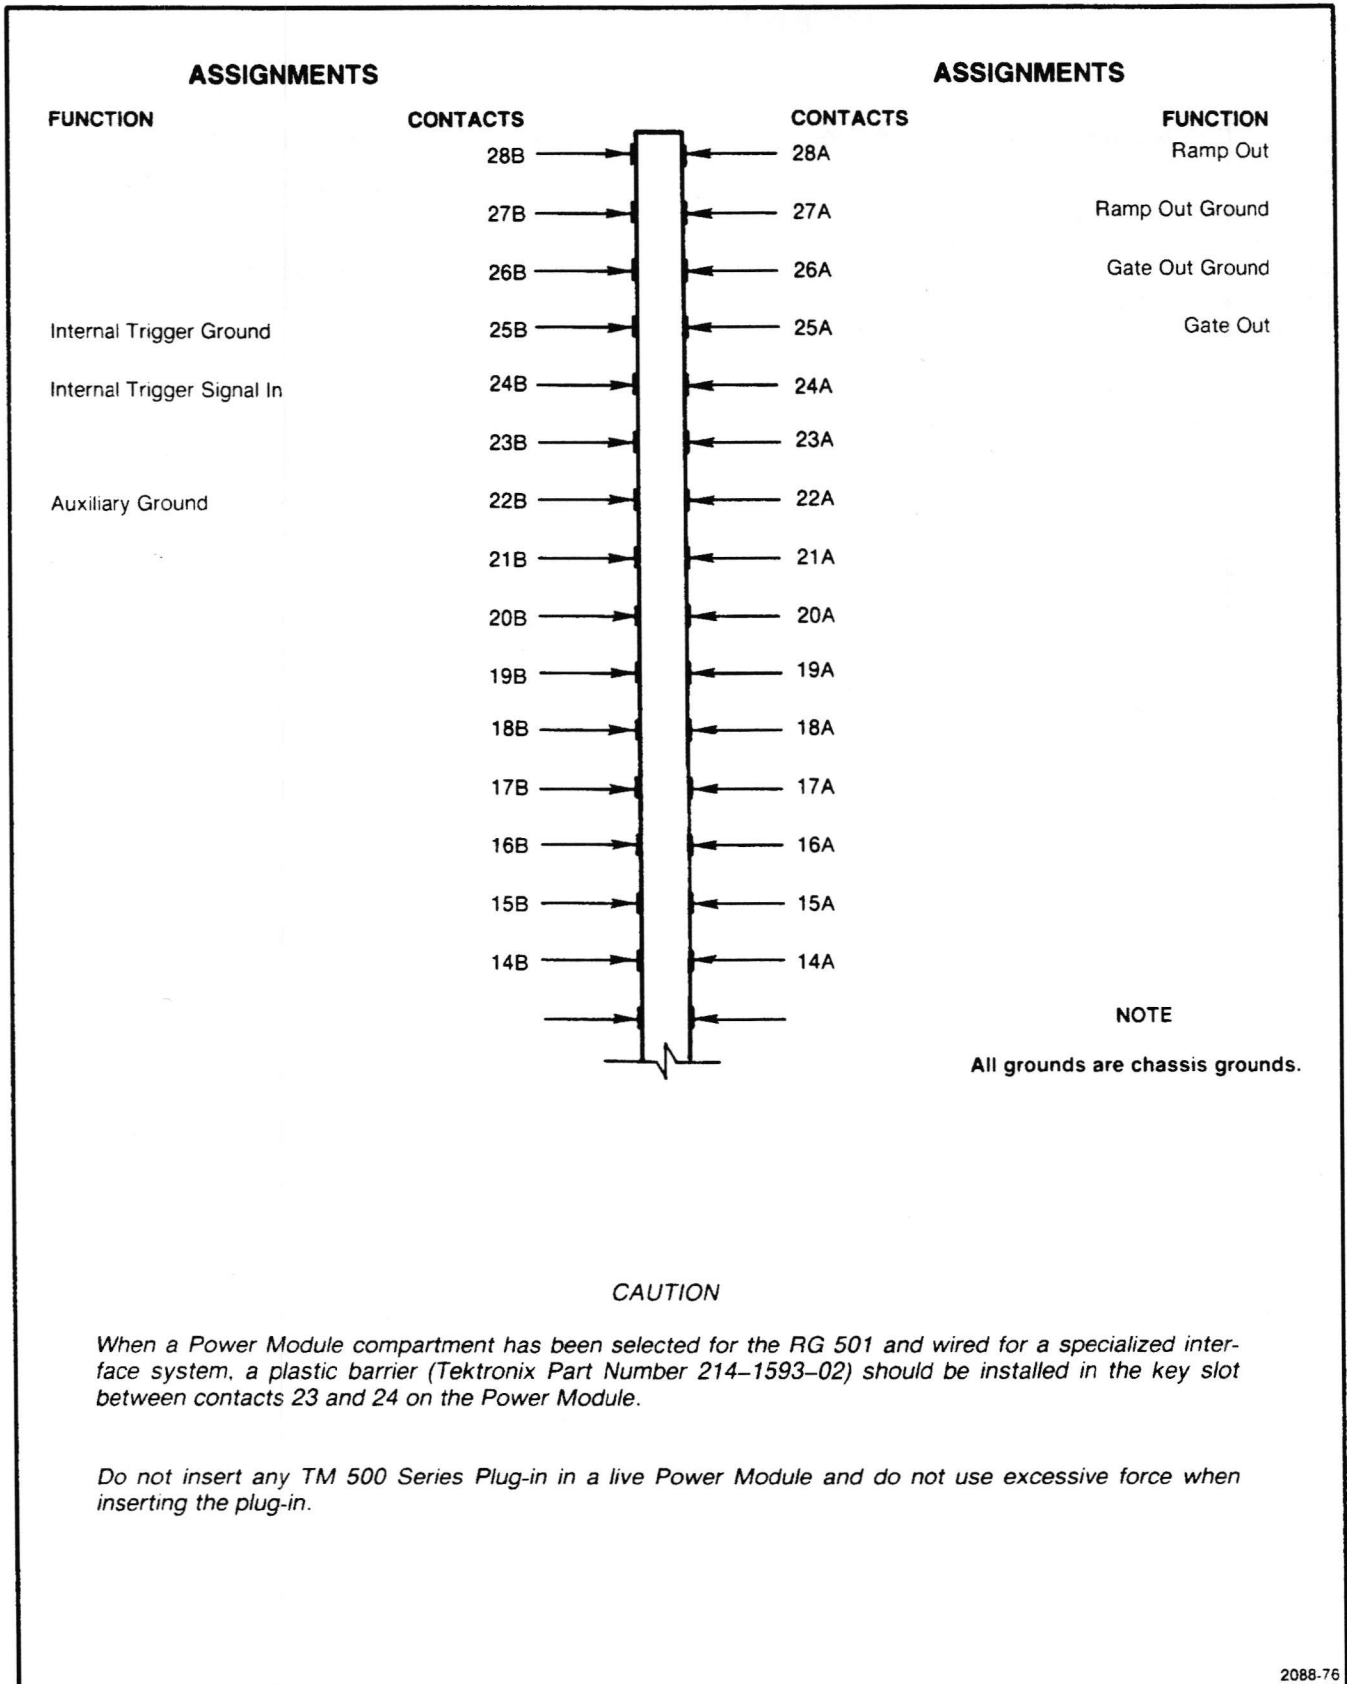 ASSIGNMENTS ASSIGNMENTS
FUNCTION CONTACTS CONTACTS FUNCTION
28B 28A Ramp Out
27B 27A Ramp Out Ground
26B 26A Gate Out Ground
Internal Trigger Ground 25B 25A Gate Out
Internal Trigger Signal In 24B 24A
23B 23A
Auxiliary Ground 22B 22A
21B 21A
20B 20A
19B 19A
18B 18A
17B 17A
16B 16A
15B 15A
14B 14A
NOTE
All grounds are chassis grounds.
CAUTION
When a Power Module compartment has been selected for the RG 501 and wired for a specialized inter-
face system, a plastic barrier (Tektronix Part Number 214–1593–02) should be installed in the key slot
between contacts 23 and 24 on the Power Module.
Do not insert any TM 500 Series Plug-in in a live Power Module and do not use excessive force when
inserting the plug-in.
2088-76